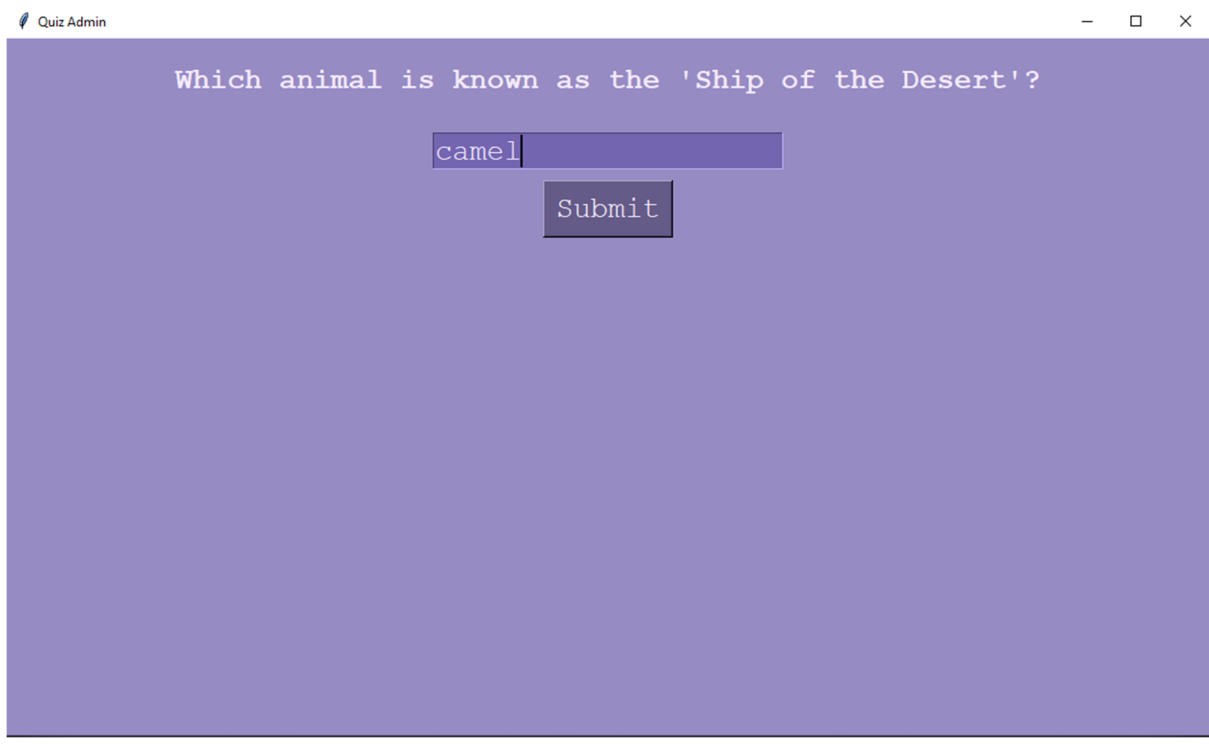 Quiz Admin
Which animal is known as the 'Ship of the Desert'?
camel
Submit